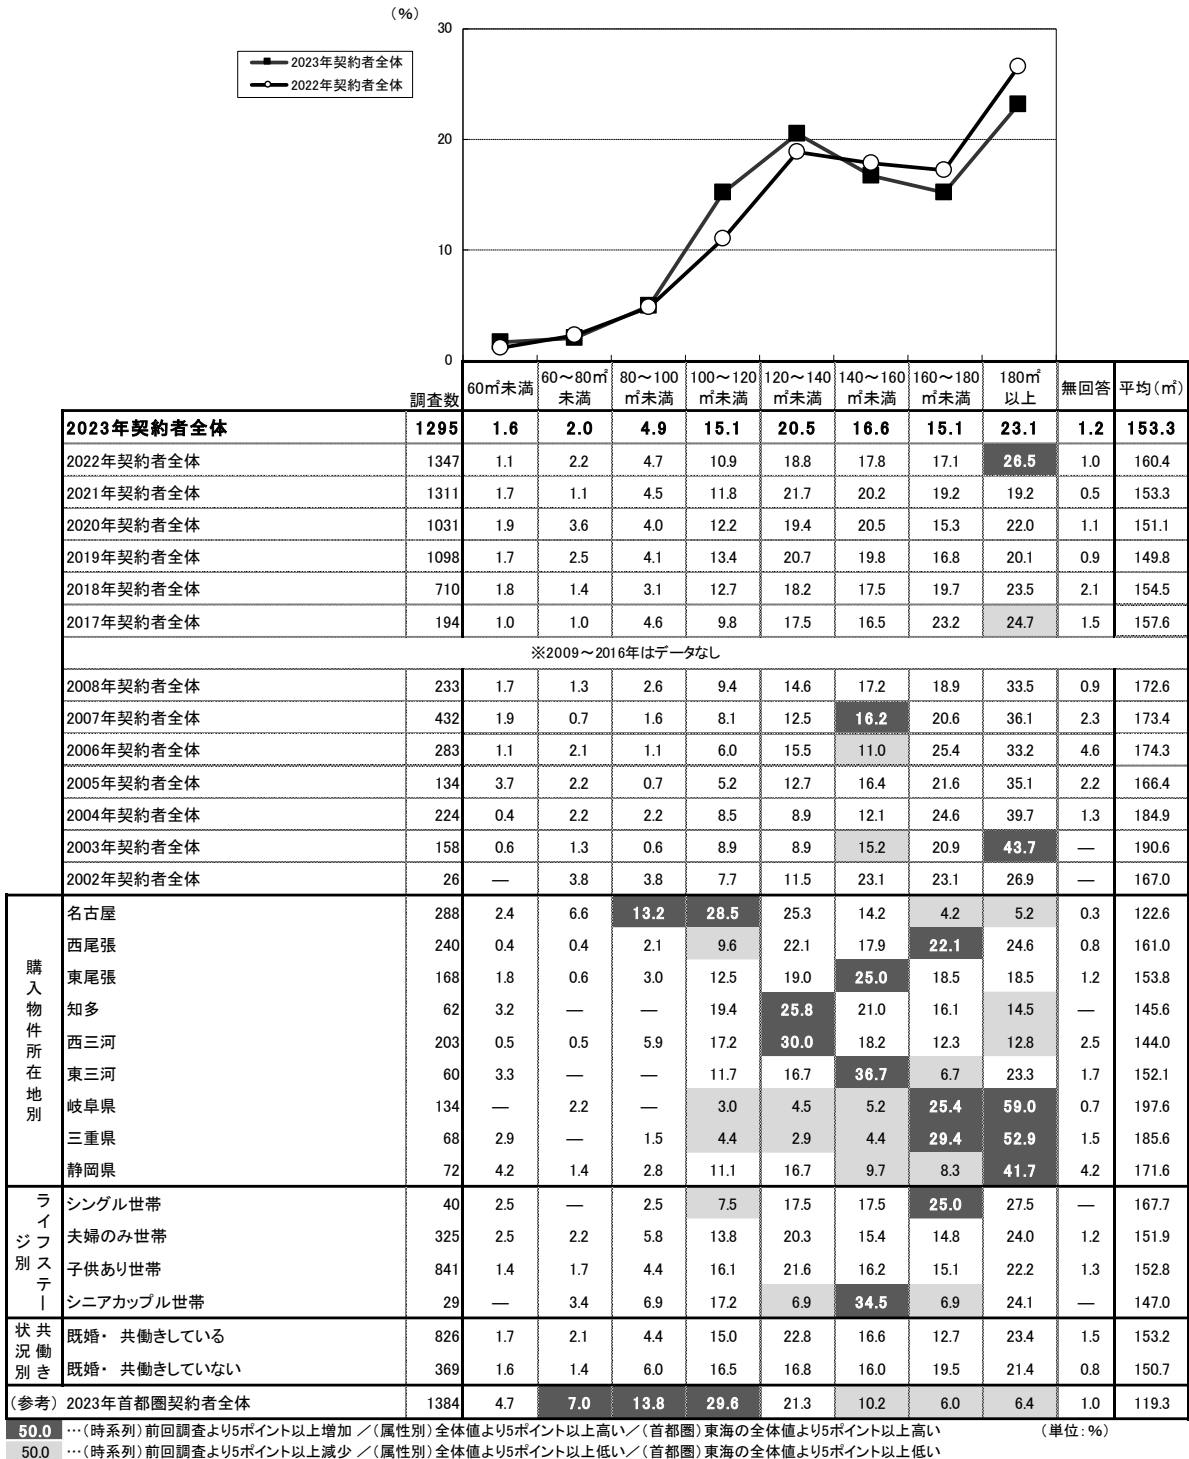 （％）
30
20
10
0
2023年契約者全体
2022年契約者全体
調査数 60㎡未満 60～80㎡未満 80～100㎡未満 100～120㎡未満 120～140㎡未満 140～160㎡未満 160～180㎡未満 180㎡以上 無回答 平均（㎡）
2023年契約者全体 1295 1.6 2.0 4.9 15.1 20.5 16.6 15.1 23.1 1.2 153.3
2022年契約者全体 1347 1.1 2.2 4.7 10.9 18.8 17.8 17.1 26.5 1.0 160.4
2021年契約者全体 1311 1.7 1.1 4.5 11.8 21.7 20.2 19.2 19.2 0.5 153.3
2020年契約者全体 1031 1.9 3.6 4.0 12.2 19.4 20.5 15.3 22.0 1.1 151.1
2019年契約者全体 1098 1.7 2.5 4.1 13.4 20.7 19.8 16.8 20.1 0.9 149.8
2018年契約者全体 710 1.8 1.4 3.1 12.7 18.2 17.5 19.7 23.5 2.1 154.5
2017年契約者全体 194 1.0 1.0 4.6 9.8 17.5 16.5 23.2 24.7 1.5 157.6
※2009～2016年はデータなし
2008年契約者全体 233 1.7 1.3 2.6 9.4 14.6 17.2 18.9 33.5 0.9 172.6
2007年契約者全体 432 1.9 0.7 1.6 8.1 12.5 16.2 20.6 36.1 2.3 173.4
2006年契約者全体 283 1.1 2.1 1.1 6.0 15.5 11.0 25.4 33.2 4.6 174.3
2005年契約者全体 134 3.7 2.2 0.7 5.2 12.7 16.4 21.6 35.1 2.2 166.4
2004年契約者全体 224 0.4 2.2 2.2 8.5 8.9 12.1 24.6 39.7 1.3 184.9
2003年契約者全体 158 0.6 1.3 0.6 8.9 8.9 15.2 20.9 43.7 — 190.6
2002年契約者全体 26 — 3.8 3.8 7.7 11.5 23.1 23.1 26.9 — 167.0
購入物件所在地別
名古屋 288 2.4 6.6 13.2 28.5 25.3 14.2 4.2 5.2 0.3 122.6
西尾張 240 0.4 0.4 2.1 9.6 22.1 17.9 22.1 24.6 0.8 161.0
東尾張 168 1.8 0.6 3.0 12.5 19.0 25.0 18.5 18.5 1.2 153.8
知多 62 3.2 — — 19.4 25.8 21.0 16.1 14.5 — 145.6
西三河 203 0.5 0.5 5.9 17.2 30.0 18.2 12.3 12.8 2.5 144.0
東三河 60 3.3 — — 11.7 16.7 36.7 6.7 23.3 1.7 152.1
岐阜県 134 — 2.2 — 3.0 4.5 5.2 25.4 59.0 0.7 197.6
三重県 68 2.9 — 1.5 4.4 2.9 4.4 29.4 52.9 1.5 185.6
静岡県 72 4.2 1.4 2.8 11.1 16.7 9.7 8.3 41.7 4.2 171.6
ライフステージ別
シングル世帯 40 2.5 — 2.5 7.5 17.5 17.5 25.0 27.5 — 167.7
夫婦のみ世帯 325 2.5 2.2 5.8 13.8 20.3 15.4 14.8 24.0 1.2 151.9
子供あり世帯 841 1.4 1.7 4.4 16.1 21.6 16.2 15.1 22.2 1.3 152.8
シニアカップル世帯 29 — 3.4 6.9 17.2 6.9 34.5 6.9 24.1 — 147.0
共働き状況別
既婚・ 共働きしている 826 1.7 2.1 4.4 15.0 22.8 16.6 12.7 23.4 1.5 153.2
既婚・ 共働きしていない 369 1.6 1.4 6.0 16.5 16.8 16.0 19.5 21.4 0.8 150.7
（参考） 2023年首都圏契約者全体 1384 4.7 7.0 13.8 29.6 21.3 10.2 6.0 6.4 1.0 119.3
50.0 …（時系列）前回調査より5ポイント以上増加 ／（属性別）全体値より5ポイント以上高い／（首都圏）東海の全体値より5ポイント以上高い （単位：％）
50.0 …（時系列）前回調査より5ポイント以上減少 ／（属性別）全体値より5ポイント以上低い／（首都圏）東海の全体値より5ポイント以上低い